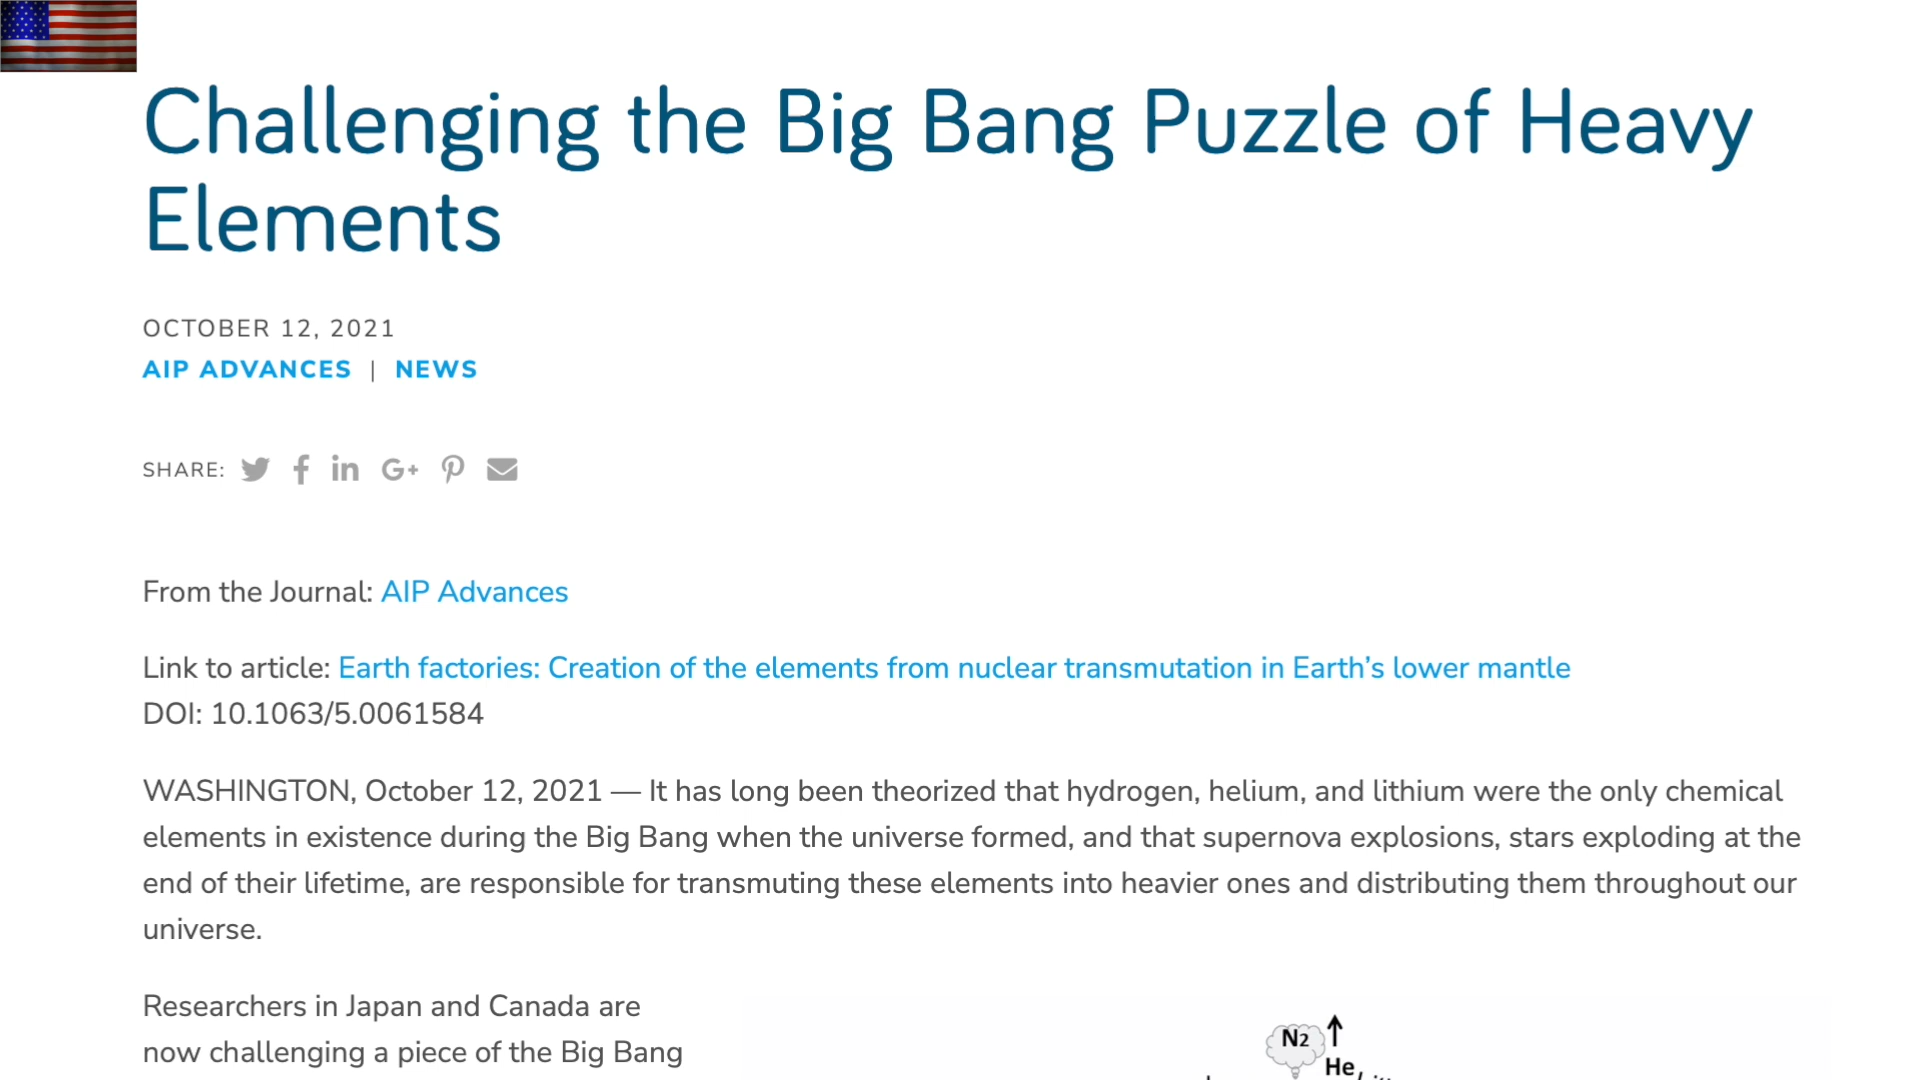 Challenging the Big Bang Puzzle of Heavy
Elements
OCTOBER 12, 2021
AIP ADVANCES | NEWS
SHARE:
From the Journal: AIP Advances
Link to article: Earth factories: Creation of the elements from nuclear transmutation in Earth’s lower mantle
DOI: 10.1063/5.0061584
WASHINGTON, October 12, 2021 — It has long been theorized that hydrogen, helium, and lithium were the only chemical
elements in existence during the Big Bang when the universe formed, and that supernova explosions, stars exploding at the
end of their lifetime, are responsible for transmuting these elements into heavier ones and distributing them throughout our
universe.
Researchers in Japan and Canada are
now challenging a piece of the Big Bang
N2
He